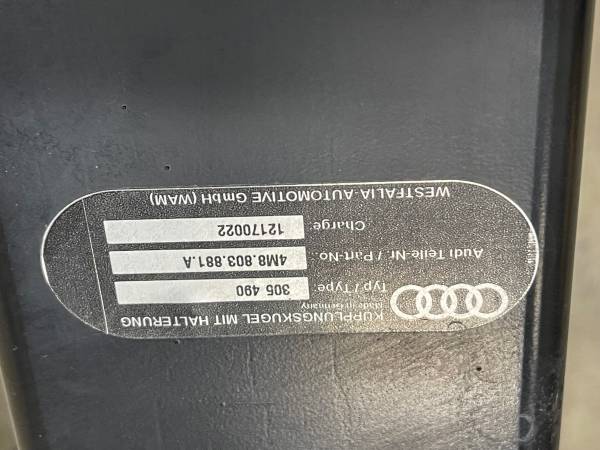 KUPPLUNGSKUGEL MIT HALTERUNG
Made in Germany
Typ / Type: 305 490
Audi Teile-Nr. / Part-No.: 4M8.803.881.A
Charge: 12170022
WESTFALIA-AUTOMOTIVE GmbH (WAM)